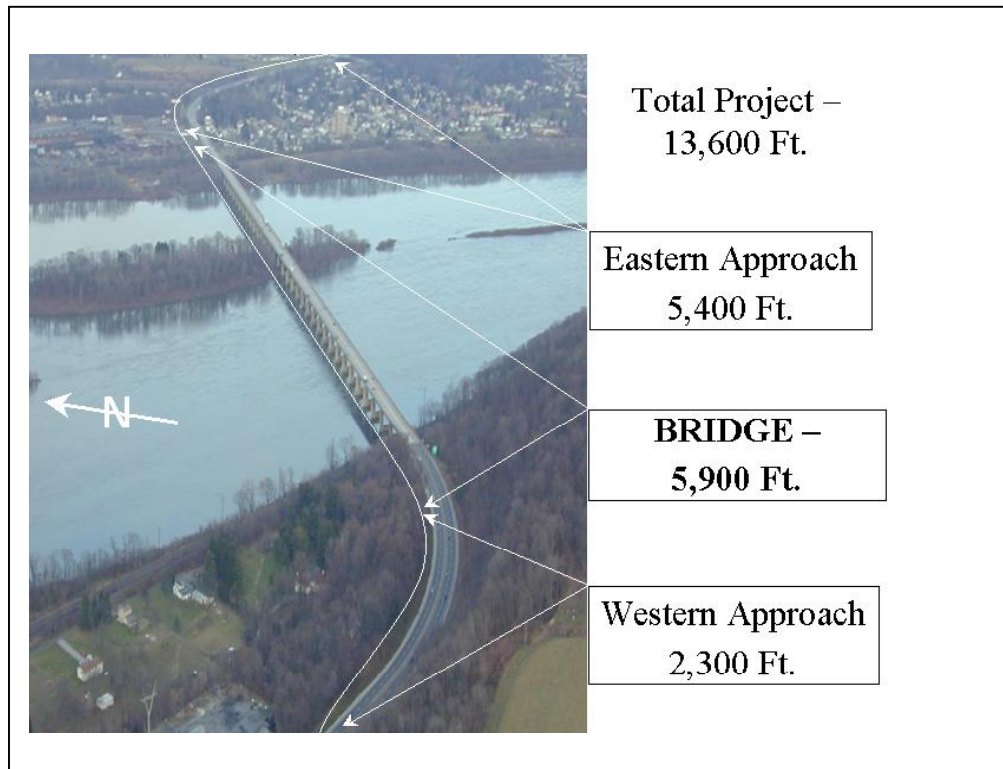 Total Project –
13,600 Ft.
Eastern Approach
5,400 Ft.
N
BRIDGE –
5,900 Ft.
Western Approach
2,300 Ft.